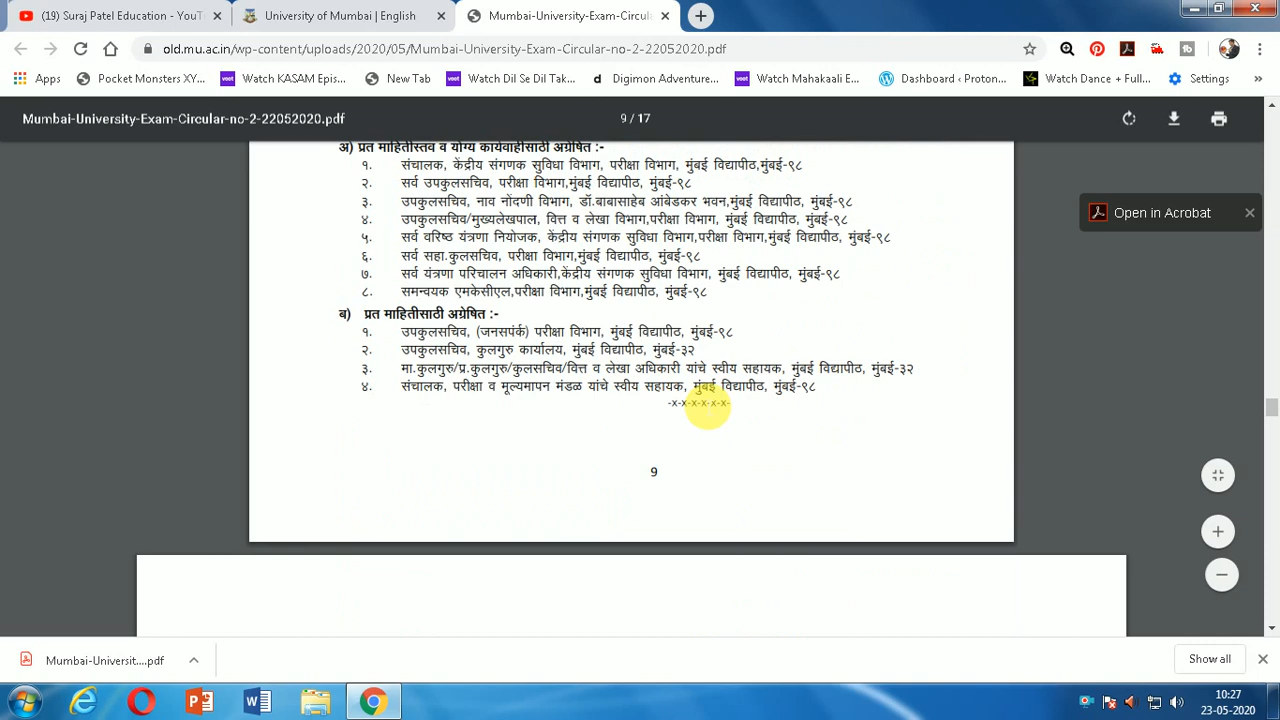 (19) Suraj Patel Education - YouT
University of Mumbai | English
Mumbai-University-Exam-Circul
old.mu.ac.in/wp-content/uploads/2020/05/Mumbai-University-Exam-Circular-no-2-22052020.pdf
Apps
Pocket Monsters XY...
voot
Watch KASAM Epis...
New Tab
voot
Watch Dil Se Dil Tak...
d
Digimon Adventure...
voot
Watch Mahakaali E...
Dashboard ‹ Proton...
Watch Dance + Full...
Settings
»
Mumbai-University-Exam-Circular-no-2-22052020.pdf
9 / 17
Open in Acrobat
अ) प्रत माहितीस्तव व योग्य कार्यवाहीसाठी अग्रेषित :-
१. संचालक, केंद्रीय संगणक सुविधा विभाग, परीक्षा विभाग, मुंबई विद्यापीठ,मुंबई-९८
२. सर्व उपकुलसचिव, परीक्षा विभाग,मुंबई विद्यापीठ, मुंबई-९८
३. उपकुलसचिव, नाव नोंदणी विभाग, डॉ.बाबासाहेब आंबेडकर भवन,मुंबई विद्यापीठ, मुंबई-९८
४. उपकुलसचिव/मुख्यलेखपाल, वित्त व लेखा विभाग,परीक्षा विभाग, मुंबई विद्यापीठ, मुंबई-९८
५. सर्व वरिष्ठ यंत्रणा नियोजक, केंद्रीय संगणक सुविधा विभाग,परीक्षा विभाग,मुंबई विद्यापीठ, मुंबई-९८
६. सर्व सहा.कुलसचिव, परीक्षा विभाग,मुंबई विद्यापीठ, मुंबई-९८
७. सर्व यंत्रणा परिचालन अधिकारी,केंद्रीय संगणक सुविधा विभाग, मुंबई विद्यापीठ, मुंबई-९८
८. समन्वयक एमकेसीएल,परीक्षा विभाग,मुंबई विद्यापीठ, मुंबई-९८
ब) प्रत माहितीसाठी अग्रेषित :-
१. उपकुलसचिव, (जनसपंर्क) परीक्षा विभाग, मुंबई विद्यापीठ, मुंबई-९८
२. उपकुलसचिव, कुलगुरु कार्यालय, मुंबई विद्यापीठ, मुंबई-३२
३. मा.कुलगुरु/प्र.कुलगुरु/कुलसचिव/वित्त व लेखा अधिकारी यांचे स्वीय सहायक, मुंबई विद्यापीठ, मुंबई-३२
४. संचालक, परीक्षा व मूल्यमापन मंडळ यांचे स्वीय सहायक, मुंबई विद्यापीठ, मुंबई-९८
-x-x-x-x-x-x-
9
Mumbai-Universit....pdf
Show all
10:27
23-05-2020